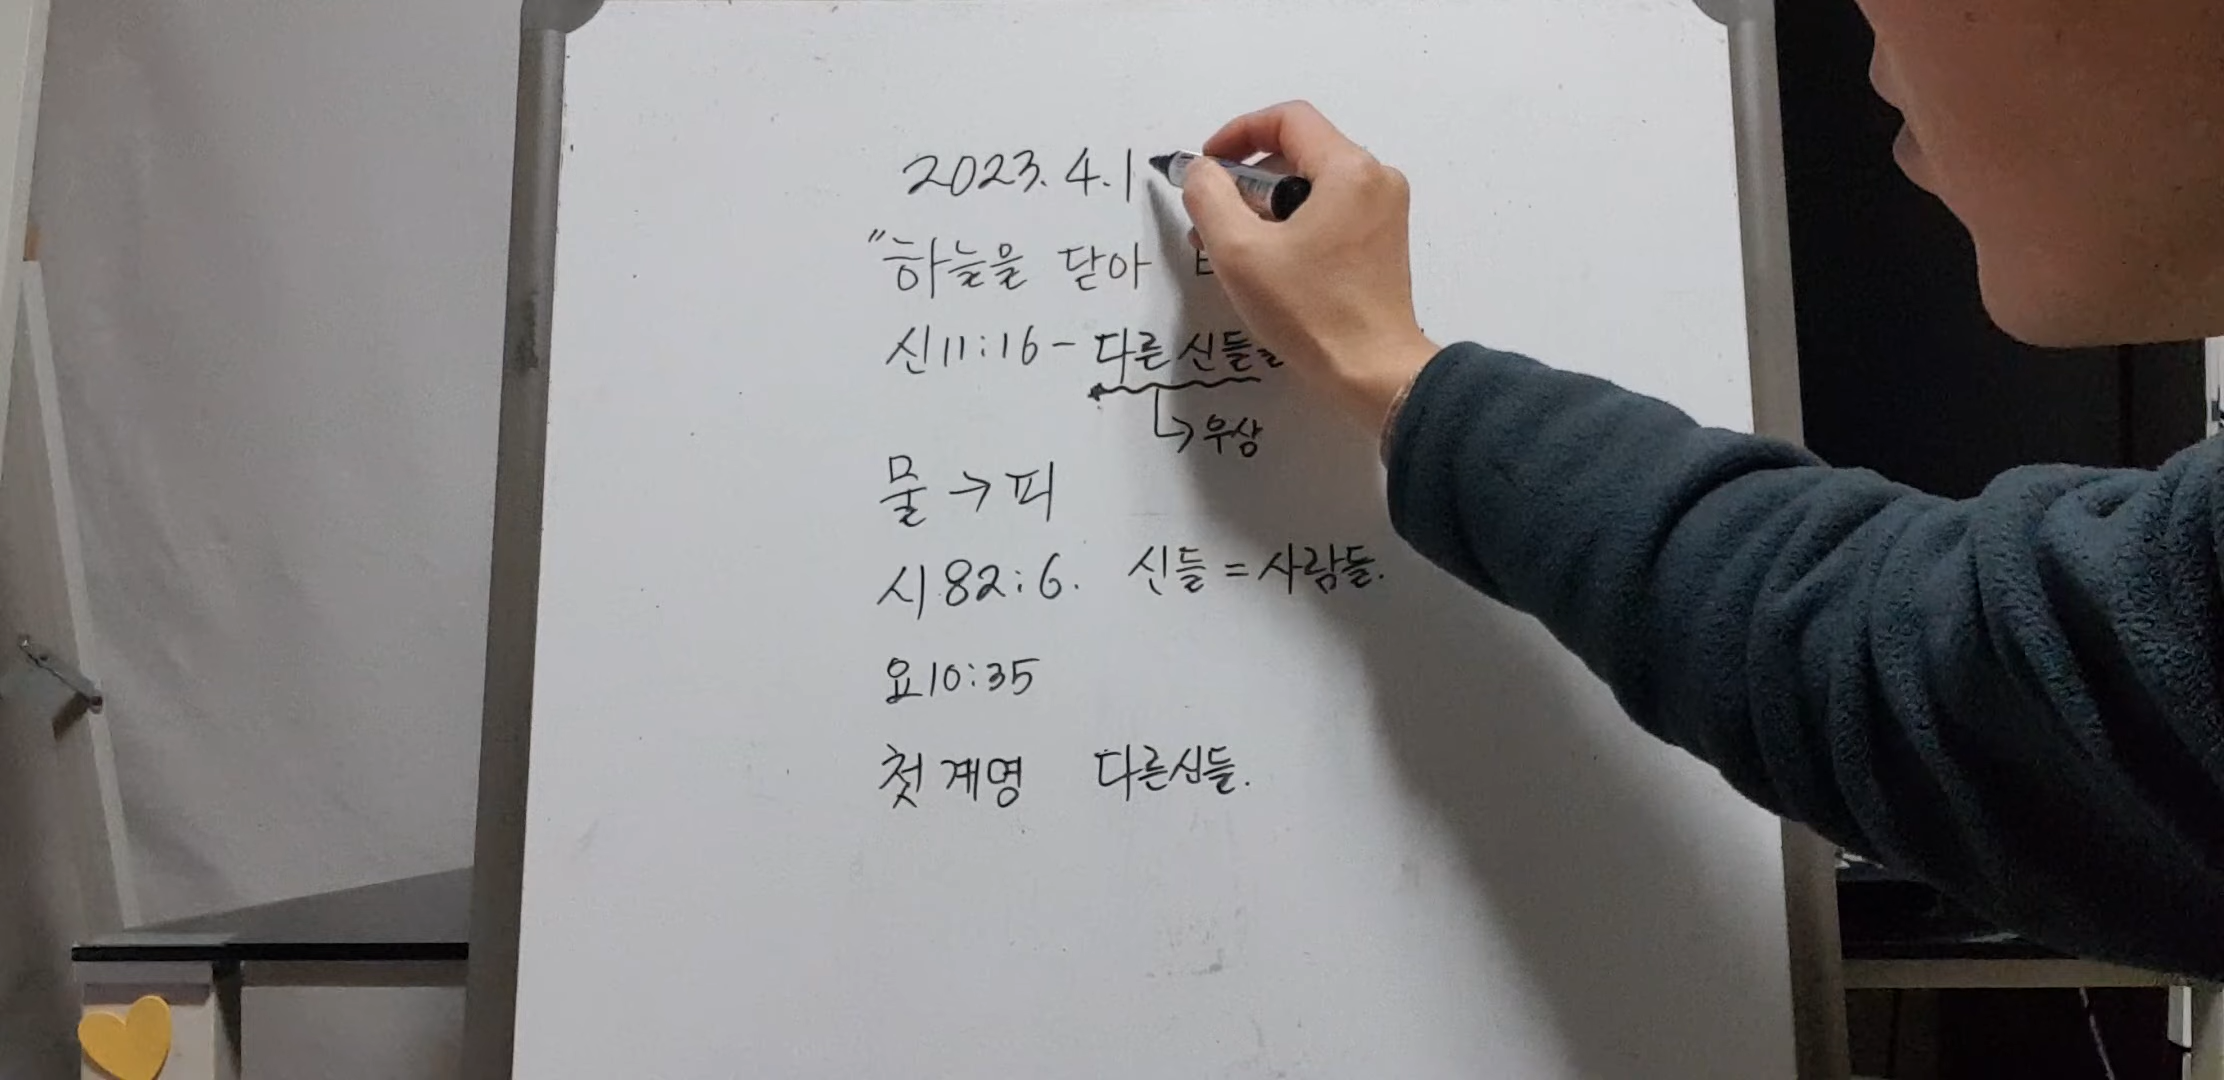 2023. 4. 1
"하늘을 닫아
신11:16 - 다른 신들을
↳우상
물 → 피
시 82:6. 신들 = 사람들.
요10:35
첫 계명 다른신들.